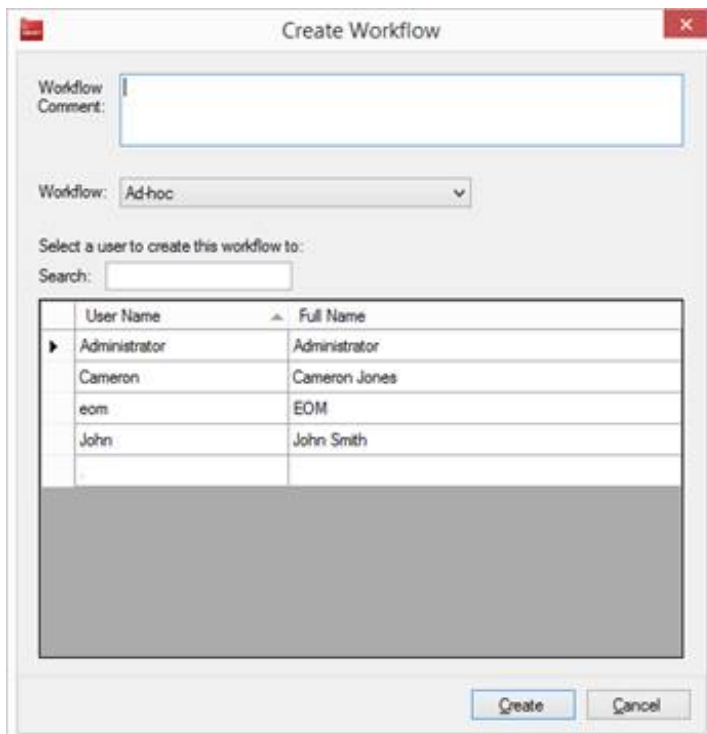 Create Workflow
Workflow
Comment:
Workflow: Ad-hoc
Select a user to create this workflow to:
Search:
User Name Full Name
Administrator Administrator
Cameron Cameron Jones
eom EOM
John John Smith
Create Cancel